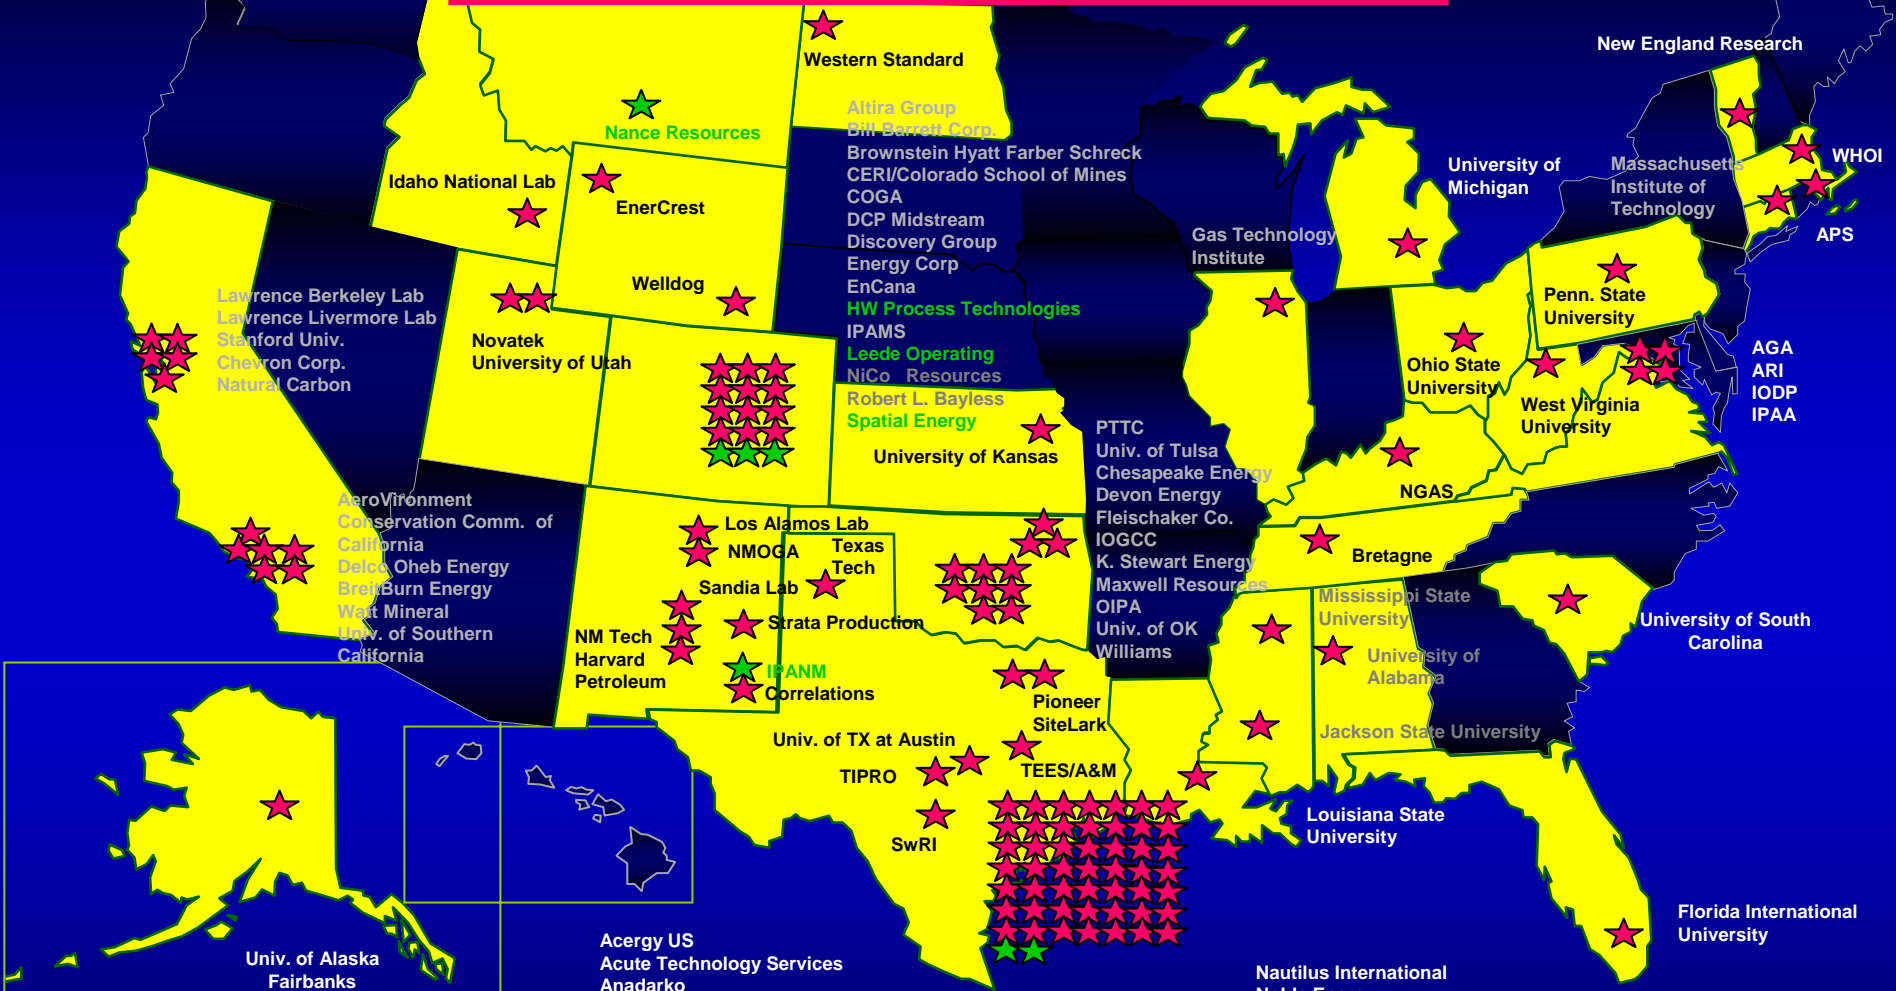 New England Research
Western Standard
Nance Resources
Altira Group
Bill Barrett Corp.
Brownstein Hyatt Farber Schreck
CERI/Colorado School of Mines
COGA
DCP Midstream
Discovery Group
Energy Corp
EnCana
HW Process Technologies
IPAMS
Leede Operating
NiCo Resources
Robert L. Bayless
Spatial Energy
University of
Michigan
Massachusetts
Institute of
Technology
WHOI
APS
Idaho National Lab
EnerCrest
Welldog
Gas Technology
Institute
Penn. State
University
Lawrence Berkeley Lab
Lawrence Livermore Lab
Stanford Univ.
Chevron Corp.
Natural Carbon
Novatek
University of Utah
Ohio State
University
West Virginia
University
AGA
ARI
IODP
IPAA
University of Kansas
PTTC
Univ. of Tulsa
Chesapeake Energy
Devon Energy
Fleischaker Co.
IOGCC
K. Stewart Energy
Maxwell Resources
OIPA
Univ. of OK
Williams
NGAS
AeroVironment
Conservation Comm. of
California
Delco Oheb Energy
BreitBurn Energy
Watt Mineral
Univ. of Southern
California
Los Alamos Lab
NMOGA
Texas
Tech
Sandia Lab
Strata Production
NM Tech
Harvard
Petroleum
IPANM
Correlations
Bretagne
Mississippi State
University
University of
Alabama
Jackson State University
University of South
Carolina
Pioneer
SiteLark
Univ. of TX at Austin
TIPRO
TEES/A&M
SwRI
Louisiana State
University
Florida International
University
Univ. of Alaska
Fairbanks
Acergy US
Acute Technology Services
Anadarko
Nautilus International